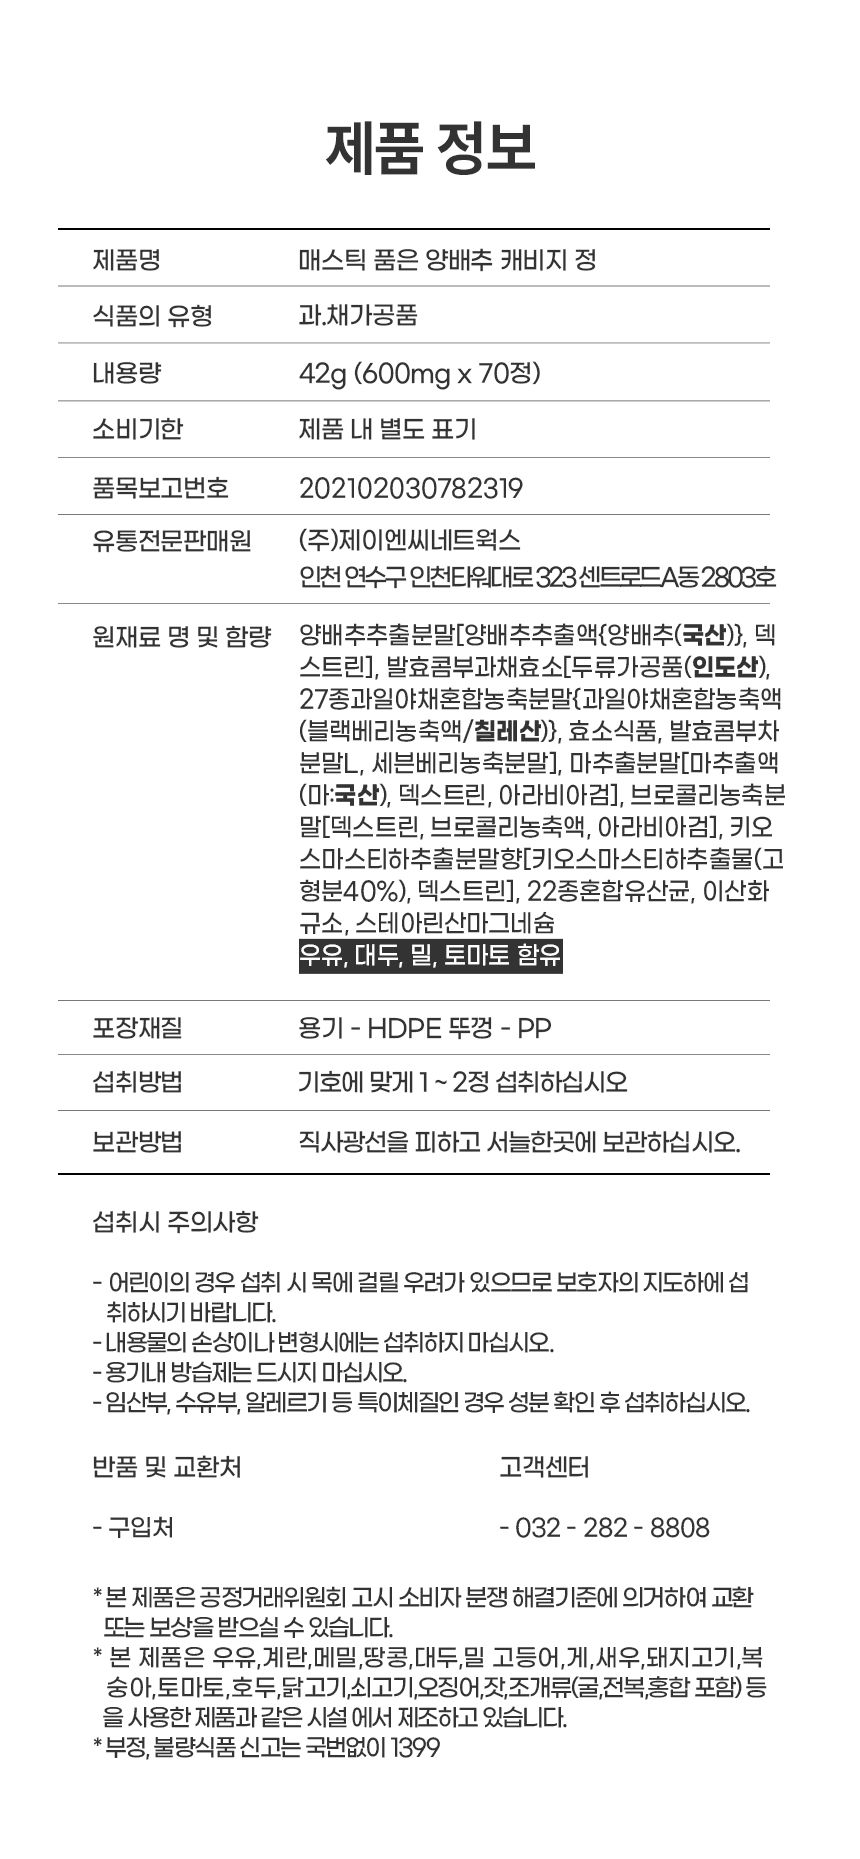 제품 정보
제품명 매스틱 품은 양배추 캐비지 정
식품의 유형 과.채가공품
내용량 42g (600mg x 70정)
소비기한 제품 내 별도 표기
품목보고번호 202102030782319
유통전문판매원 (주)제이엔씨네트웍스
인천 연수구 인천타워대로 323 센트로드A동 2803호
원재료 명 및 함량 양배추추출분말[양배추추출액{양배추(국산)}, 덱
스트린], 발효콤부과채효소[두류가공품(인도산),
27종과일야채혼합농축분말{과일야채혼합농축액
(블랙베리농축액/칠레산)}, 효소식품, 발효콤부차
분말L, 세븐베리농축분말], 마추출분말[마추출액
(마:국산), 덱스트린, 아라비아검], 브로콜리농축분
말[덱스트린, 브로콜리농축액, 아라비아검], 키오
스마스티하추출분말향[키오스마스티하추출물(고
형분40%), 덱스트린], 22종혼합유산균, 이산화
규소, 스테아린산마그네슘
우유, 대두, 밀, 토마토 함유
포장재질 용기 - HDPE 뚜껑 - PP
섭취방법 기호에 맞게 1 ~ 2정 섭취하십시오
보관방법 직사광선을 피하고 서늘한곳에 보관하십시오.
섭취시 주의사항
- 어린이의 경우 섭취 시 목에 걸릴 우려가 있으므로 보호자의 지도하에 섭
취하시기 바랍니다.
- 내용물의 손상이나 변형시에는 섭취하지 마십시오.
- 용기내 방습제는 드시지 마십시오.
- 임산부, 수유부, 알레르기 등 특이체질인 경우 성분 확인 후 섭취하십시오.
반품 및 교환처 고객센터
- 구입처 - 032 - 282 - 8808
* 본 제품은 공정거래위원회 고시 소비자 분쟁 해결기준에 의거하여 교환
또는 보상을 받으실 수 있습니다.
* 본 제품은 우유,계란,메밀,땅콩,대두,밀 고등어,게,새우,돼지고기,복
숭아,토마토,호두,닭고기,쇠고기,오징어,잣,조개류(굴,전복,홍합 포함) 등
을 사용한 제품과 같은 시설 에서 제조하고 있습니다.
* 부정, 불량식품 신고는 국번없이 1399